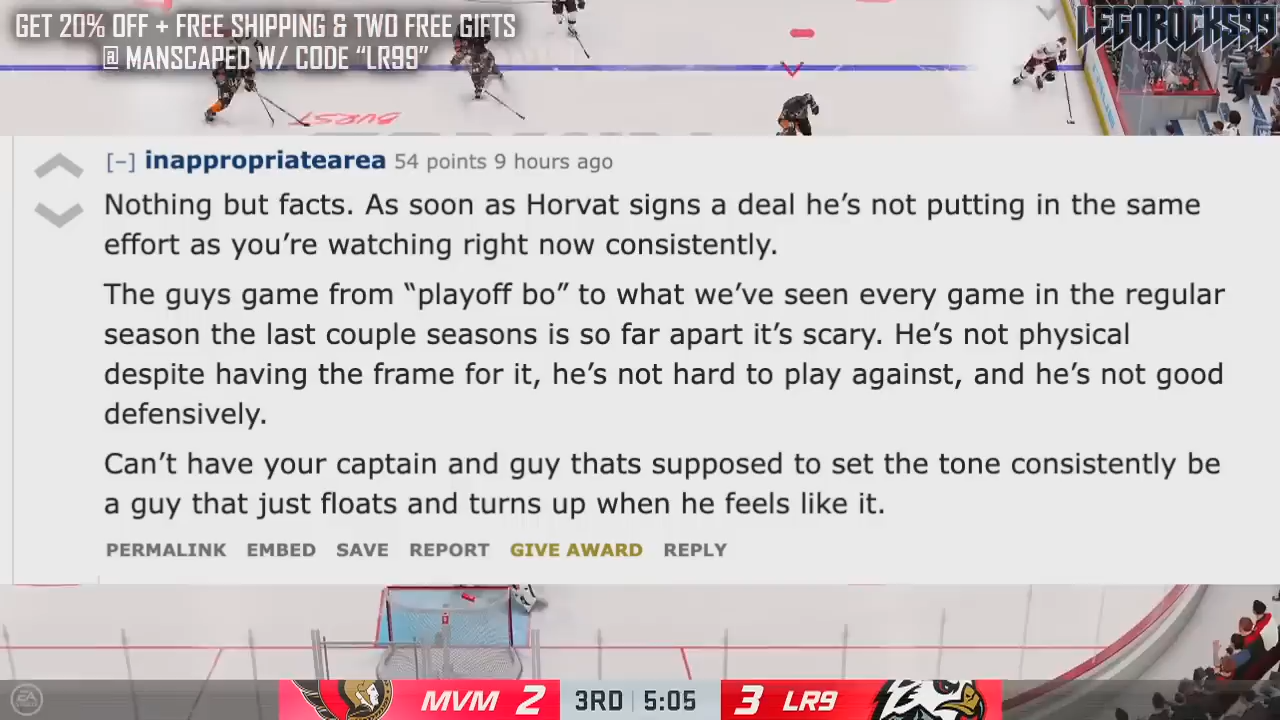 GET 20% OFF + FREE SHIPPING & TWO FREE GIFTS
@ MANSCAPED W/ CODE “LR99”
LEGOROCKS99
BURST
[–] inappropriatearea 54 points 9 hours ago
Nothing but facts. As soon as Horvat signs a deal he’s not putting in the same
effort as you’re watching right now consistently.
The guys game from “playoff bo” to what we’ve seen every game in the regular
season the last couple seasons is so far apart it’s scary. He’s not physical
despite having the frame for it, he’s not hard to play against, and he’s not good
defensively.
Can’t have your captain and guy thats supposed to set the tone consistently be
a guy that just floats and turns up when he feels like it.
PERMALINK EMBED SAVE REPORT GIVE AWARD REPLY
EA
MVM 2 3RD 5:05 3 LR9